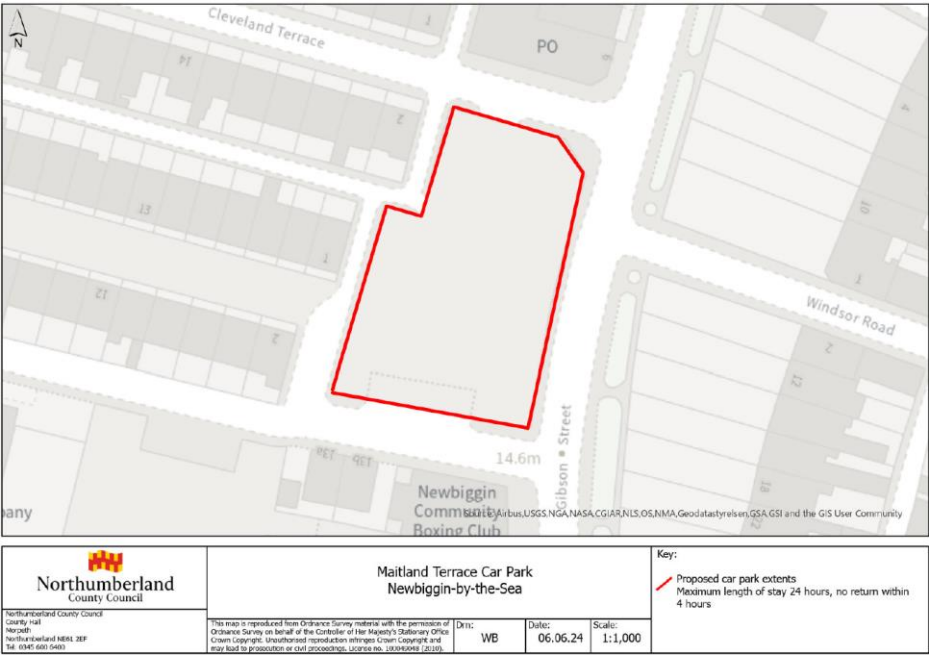 Cleveland Terrace
1
14
PO
9
N
2
4
13
10
1
1
12
2
Windsor Road
2
12
13a
13b
14.6m
Gibson Street
18
22
pany
Newbiggin
Community
Boxing Club
Source: Airbus,USGS,NGA,NASA,CGIAR,NLS,OS,NMA,Geodatastyrelsen,GSA,GSI and the GIS User Community
Northumberland
County Council
Northumberland County Council
County Hall
Morpeth
Northumberland NE61 2EF
Tel: 0345 600 6400
Maitland Terrace Car Park
Newbiggin-by-the-Sea
This map is reproduced from Ordnance Survey material with the permission of
Ordnance Survey on behalf of the Controller of Her Majesty's Stationary Office
Crown Copyright. Unauthorised reproduction infringes Crown Copyright and
may lead to prosecution or civil proceedings. License no. 100049048 (2010).
Drn:
WB
Date:
06.06.24
Scale:
1:1,000
Key:
Proposed car park extents
Maximum length of stay 24 hours, no return within
4 hours